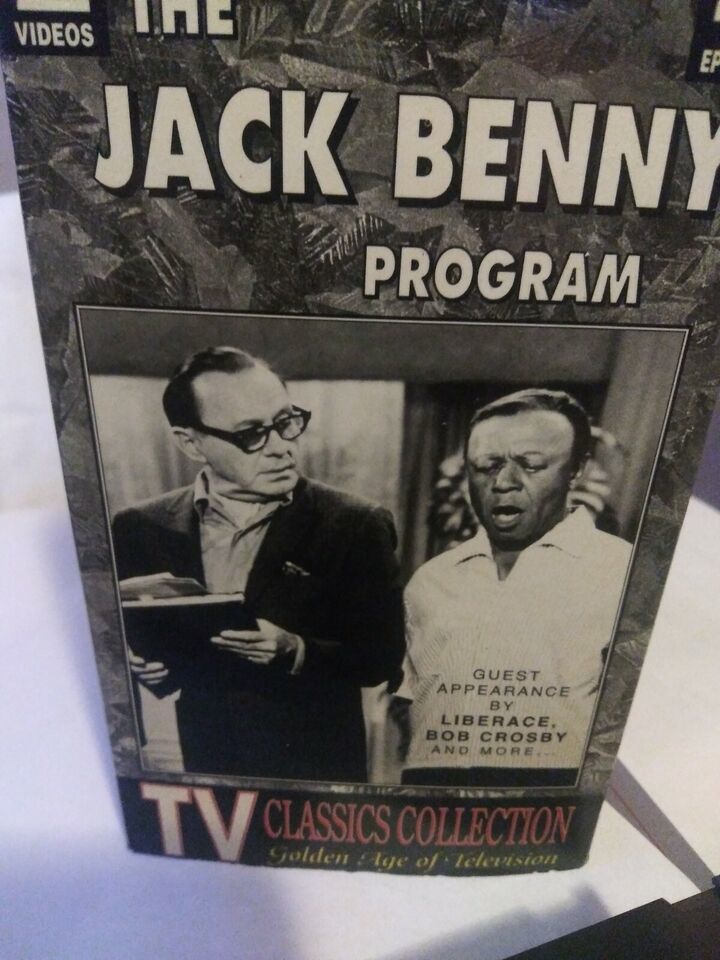 VIDEOS
THE
EP
JACK BENNY
PROGRAM
GUEST
APPEARANCE
BY
LIBERACE,
BOB CROSBY
AND MORE...
TV CLASSICS COLLECTION
Golden Age of Television